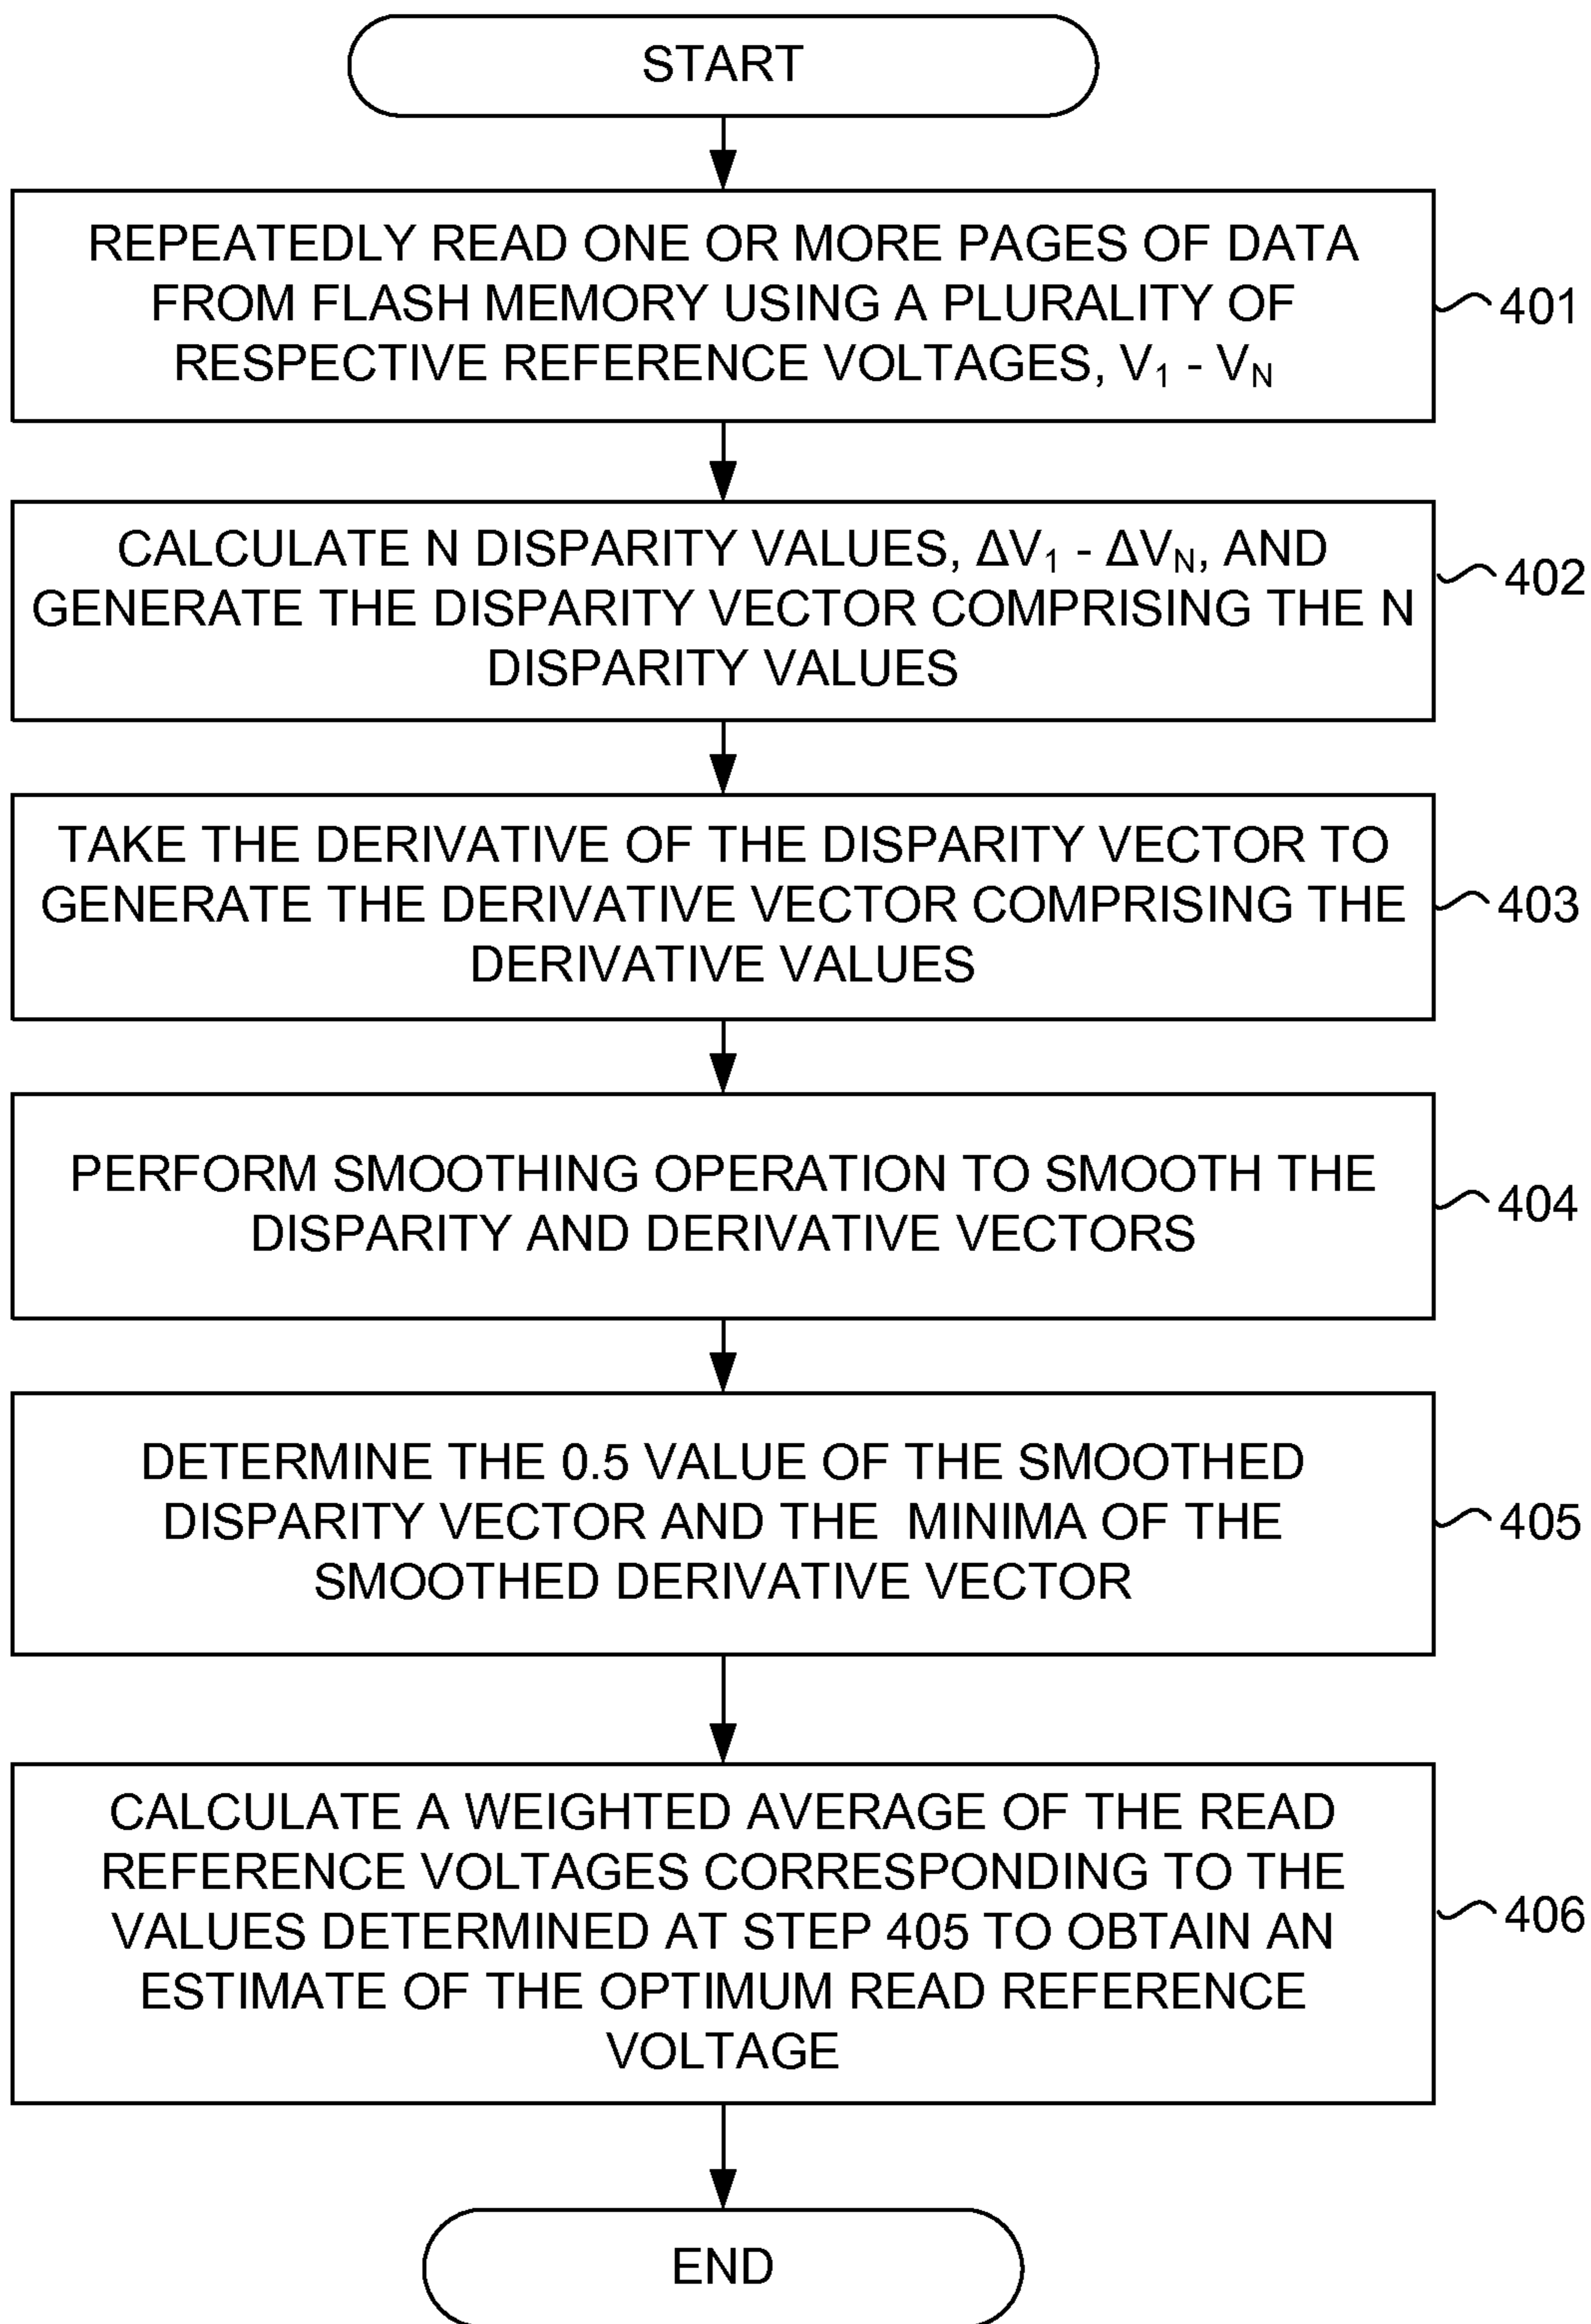 START
REPEATEDLY READ ONE OR MORE PAGES OF DATA
FROM FLASH MEMORY USING A PLURALITY OF
RESPECTIVE REFERENCE VOLTAGES, V₁ - V_N
401
CALCULATE N DISPARITY VALUES, ΔV₁ - ΔV_N, AND
GENERATE THE DISPARITY VECTOR COMPRISING THE N
DISPARITY VALUES
402
TAKE THE DERIVATIVE OF THE DISPARITY VECTOR TO
GENERATE THE DERIVATIVE VECTOR COMPRISING THE
DERIVATIVE VALUES
403
PERFORM SMOOTHING OPERATION TO SMOOTH THE
DISPARITY AND DERIVATIVE VECTORS
404
DETERMINE THE 0.5 VALUE OF THE SMOOTHED
DISPARITY VECTOR AND THE MINIMA OF THE
SMOOTHED DERIVATIVE VECTOR
405
CALCULATE A WEIGHTED AVERAGE OF THE READ
REFERENCE VOLTAGES CORRESPONDING TO THE
VALUES DETERMINED AT STEP 405 TO OBTAIN AN
ESTIMATE OF THE OPTIMUM READ REFERENCE
VOLTAGE
406
END